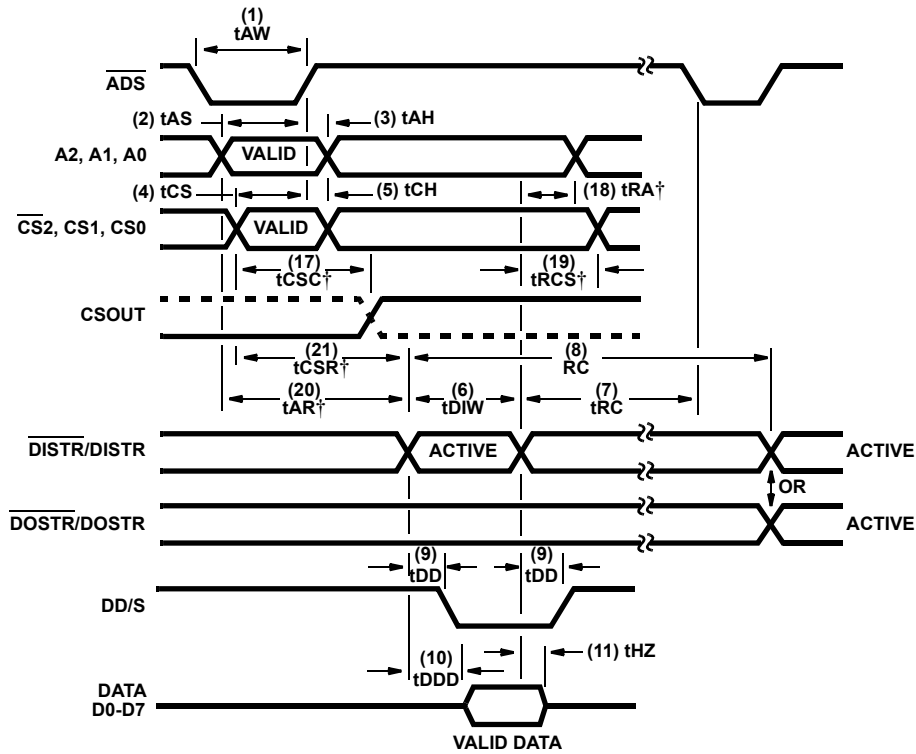 (1)
tAW
ADS
(2) tAS
(3) tAH
A2, A1, A0
VALID
(4) tCS
(5) tCH
(18) tRA†
CS2, CS1, CS0
VALID
(17)
tCSC†
(19)
tRCS†
CSOUT
(21)
tCSR†
(8)
RC
(20)
tAR†
(6)
tDIW
(7)
tRC
DISTR/DISTR
ACTIVE
ACTIVE
OR
DOSTR/DOSTR
ACTIVE
(9)
tDD
(9)
tDD
DD/S
(11) tHZ
(10)
tDDD
DATA
D0-D7
VALID DATA